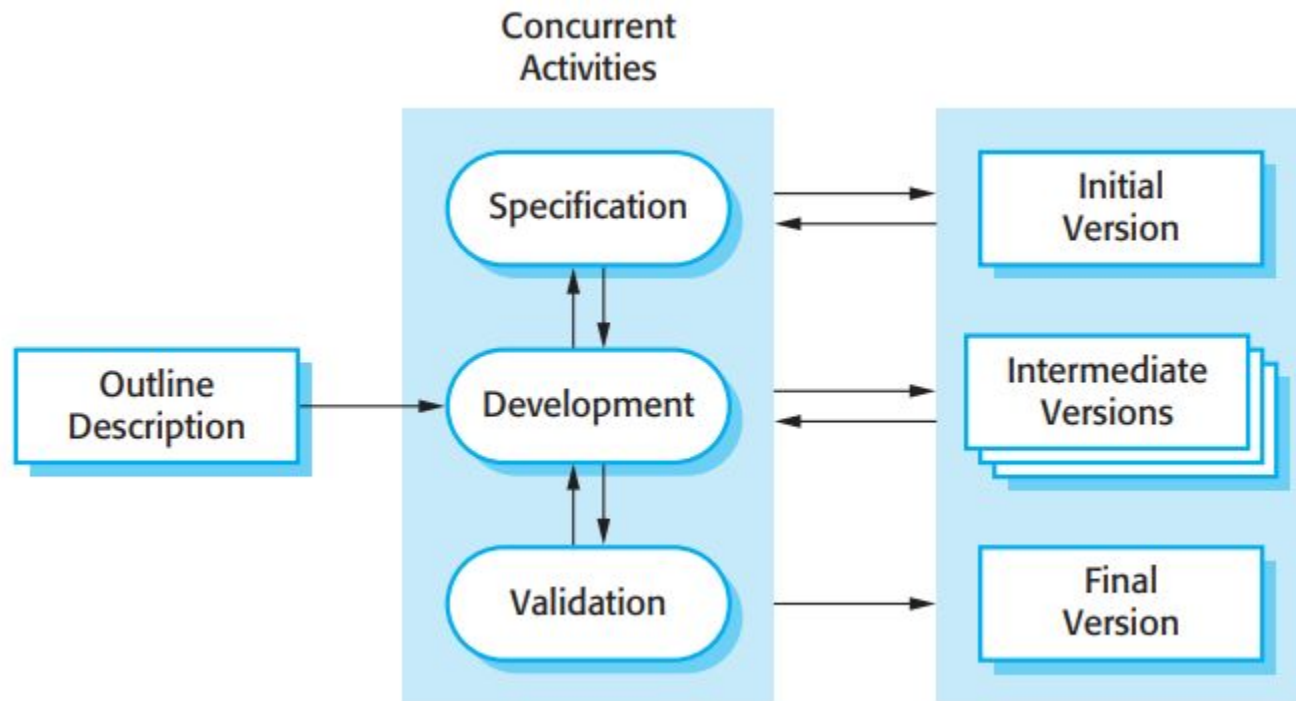 Concurrent
Activities
Specification
Initial
Version
Outline
Description
Development
Intermediate
Versions
Validation
Final
Version